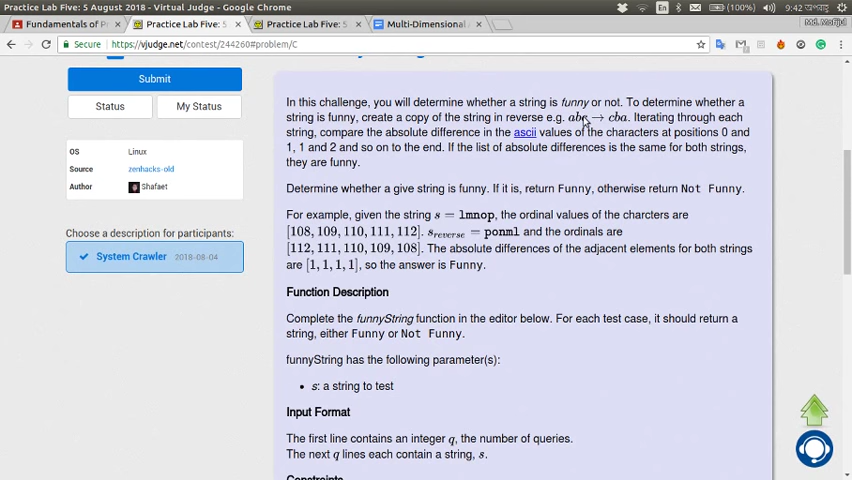 Practice Lab Five: 5 August 2018 - Virtual Judge - Google Chrome
En
9:42
Fundamentals of P
Practice Lab Five: 5
Practice Lab Five: 5
Multi-Dimensional
Md. Mofijul
Secure
https://vjudge.net/contest/244260#problem/C
Submit
Status
My Status
OS Linux
Source zenhacks-old
Author Shafaet
Choose a description for participants:
System Crawler 2018-08-04
In this challenge, you will determine whether a string is funny or not. To determine whether a
string is funny, create a copy of the string in reverse e.g. abc → cba. Iterating through each
string, compare the absolute difference in the ascii values of the characters at positions 0 and
1, 1 and 2 and so on to the end. If the list of absolute differences is the same for both strings,
they are funny.
Determine whether a give string is funny. If it is, return Funny, otherwise return Not Funny.
For example, given the string s = lmnop, the ordinal values of the charcters are
[108, 109, 110, 111, 112]. sreverse = ponml and the ordinals are
[112, 111, 110, 109, 108]. The absolute differences of the adjacent elements for both strings
are [1, 1, 1, 1], so the answer is Funny.
Function Description
Complete the funnyString function in the editor below. For each test case, it should return a
string, either Funny or Not Funny.
funnyString has the following parameter(s):
• s: a string to test
Input Format
The first line contains an integer q, the number of queries.
The next q lines each contain a string, s.
Constraints